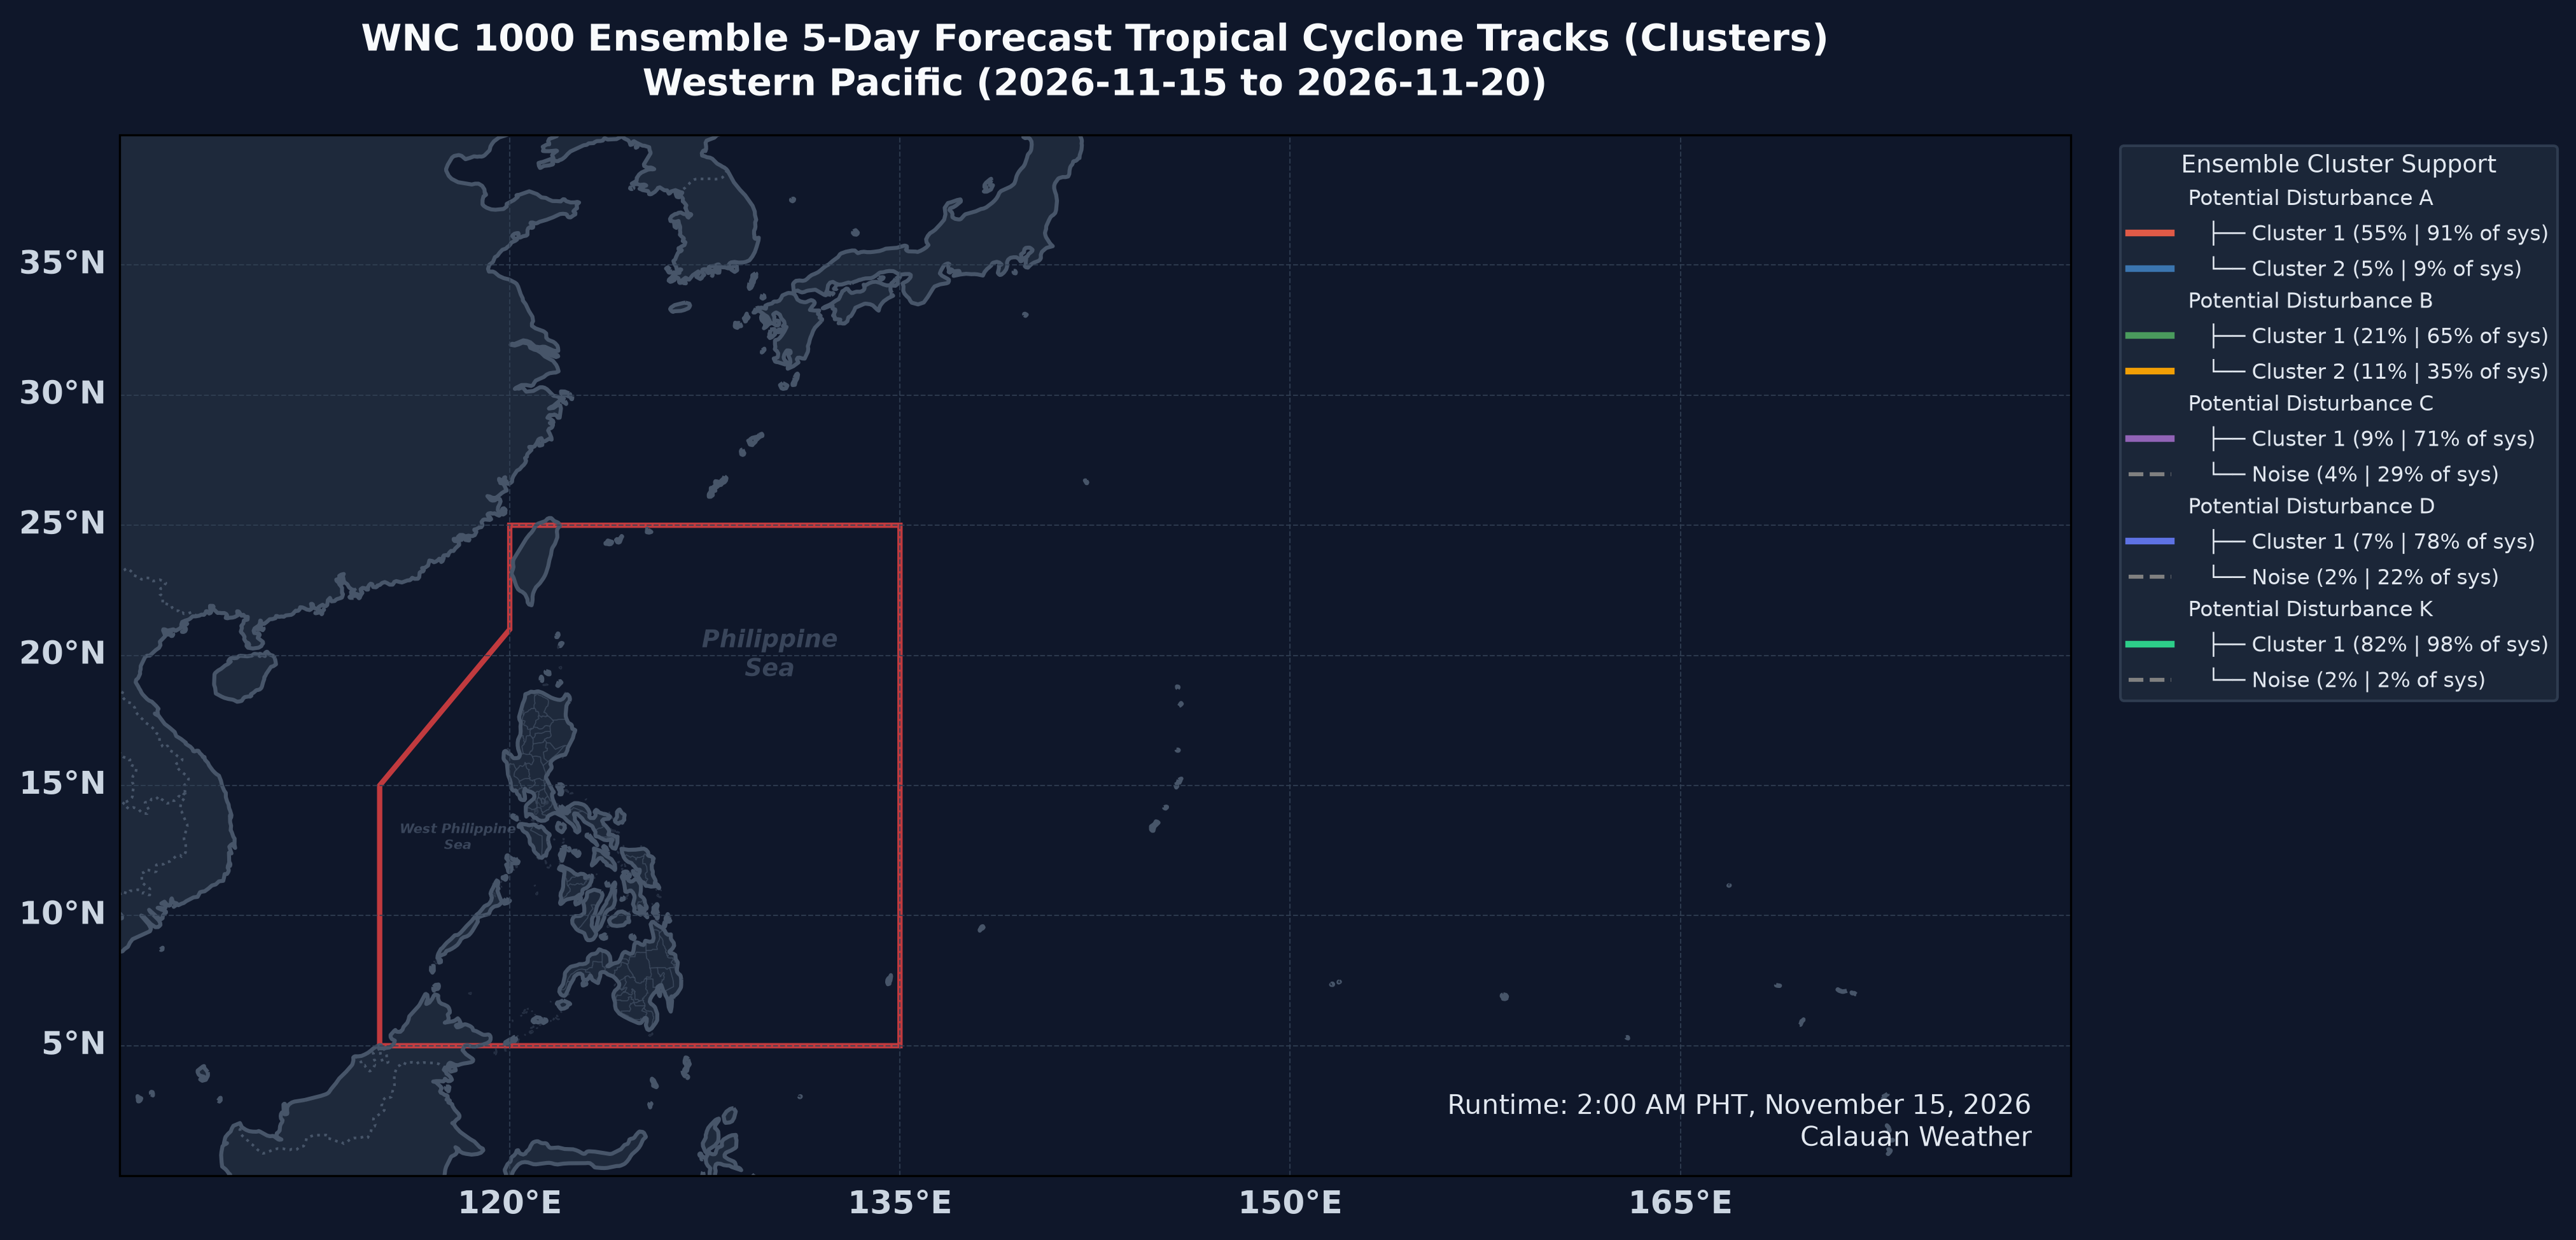 WNC 1000 Ensemble 5-Day Forecast Tropical Cyclone Tracks (Clusters)
Western Pacific (2026-11-15 to 2026-11-20)
Ensemble Cluster Support
Potential Disturbance A
Cluster 1 (55% | 91% of sys)
Cluster 2 (5% | 9% of sys)
Potential Disturbance B
Cluster 1 (21% | 65% of sys)
Cluster 2 (11% | 35% of sys)
Potential Disturbance C
Cluster 1 (9% | 71% of sys)
Noise (4% | 29% of sys)
Potential Disturbance D
Cluster 1 (7% | 78% of sys)
Noise (2% | 22% of sys)
Potential Disturbance K
Cluster 1 (82% | 98% of sys)
Noise (2% | 2% of sys)
35°N
30°N
25°N
20°N
15°N
10°N
5°N
Philippine
Sea
West Philippine
Sea
Runtime: 2:00 AM PHT, November 15, 2026
Calauan Weather
120°E
135°E
150°E
165°E